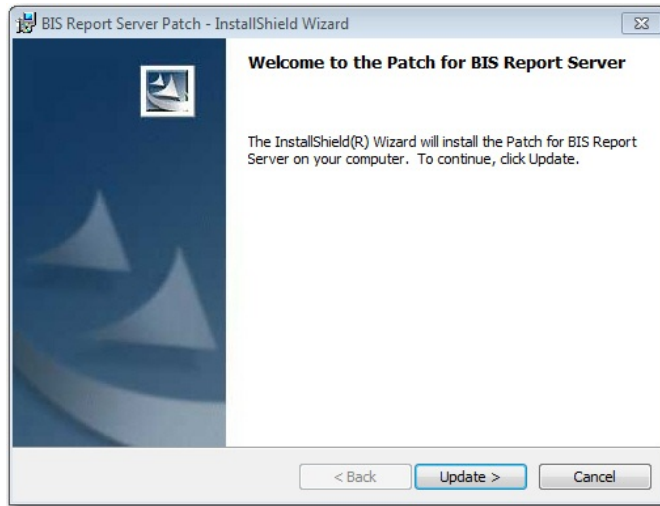 BIS Report Server Patch - InstallShield Wizard
Welcome to the Patch for BIS Report Server
The InstallShield(R) Wizard will install the Patch for BIS Report
Server on your computer.  To continue, click Update.
< Back
Update >
Cancel